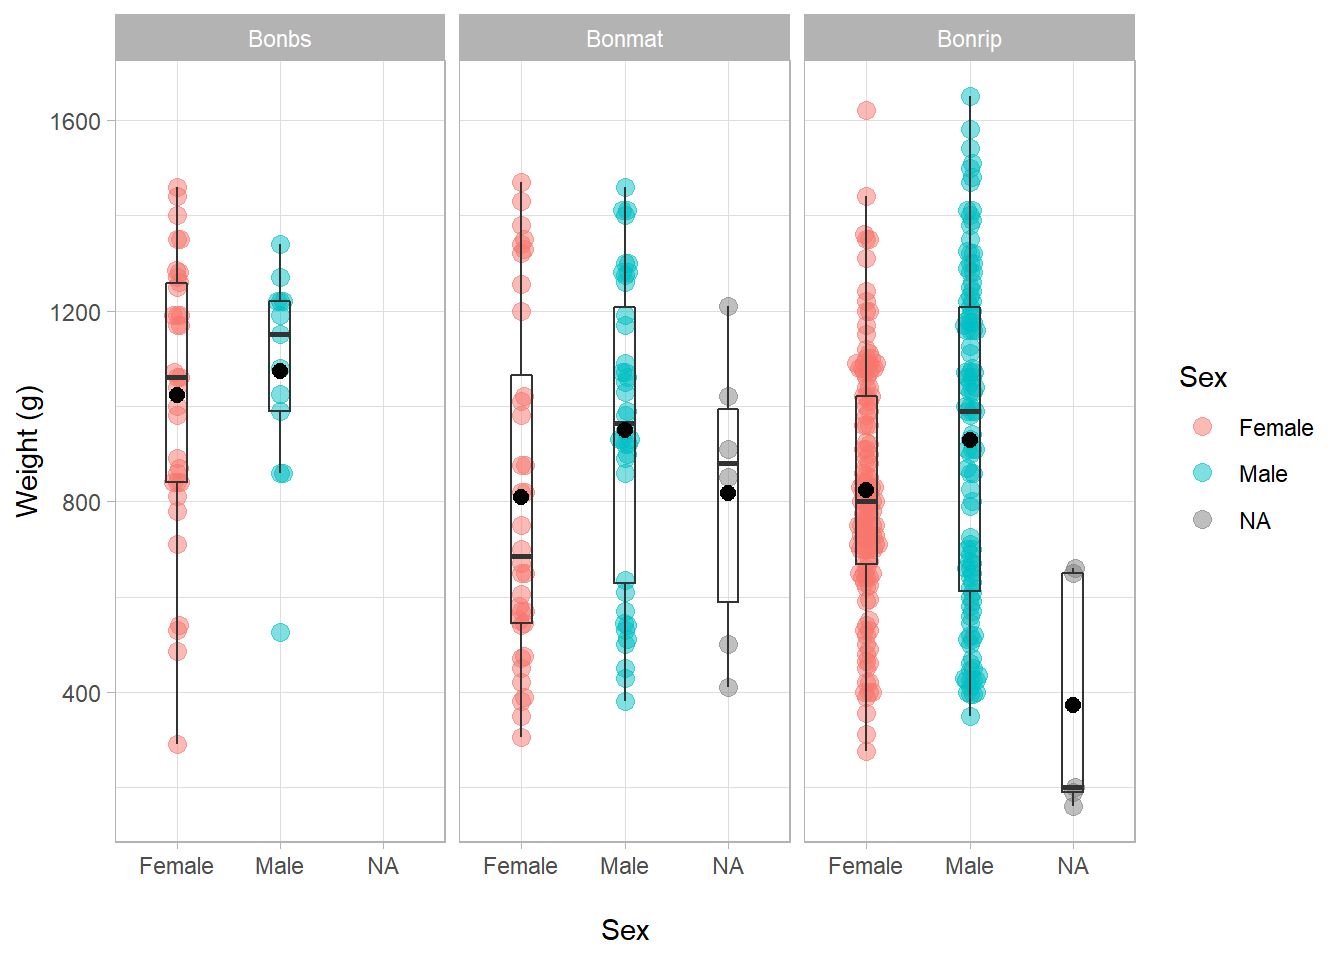 Bonbs Bonmat Bonrip
1600
1200
800
400
Weight (g)
Female Male NA Female Male NA Female Male NA
Sex
Sex
Female
Male
NA